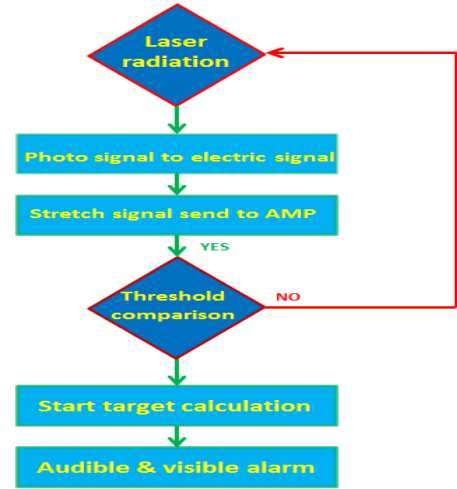 Laser
radiation
Photo signal to electric signal
Stretch signal send to AMP
YES
Threshold
comparison
NO
Start target calculation
Audible & visible alarm